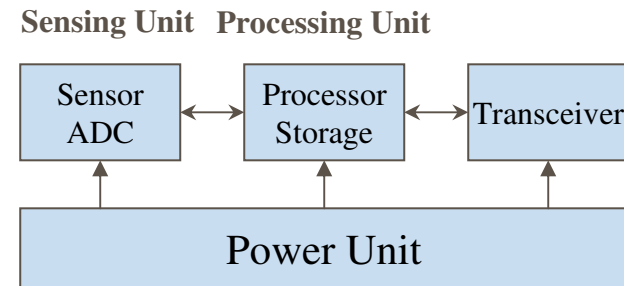 Sensing Unit Processing Unit
Sensor
ADC
Processor
Storage
Transceiver
Power Unit